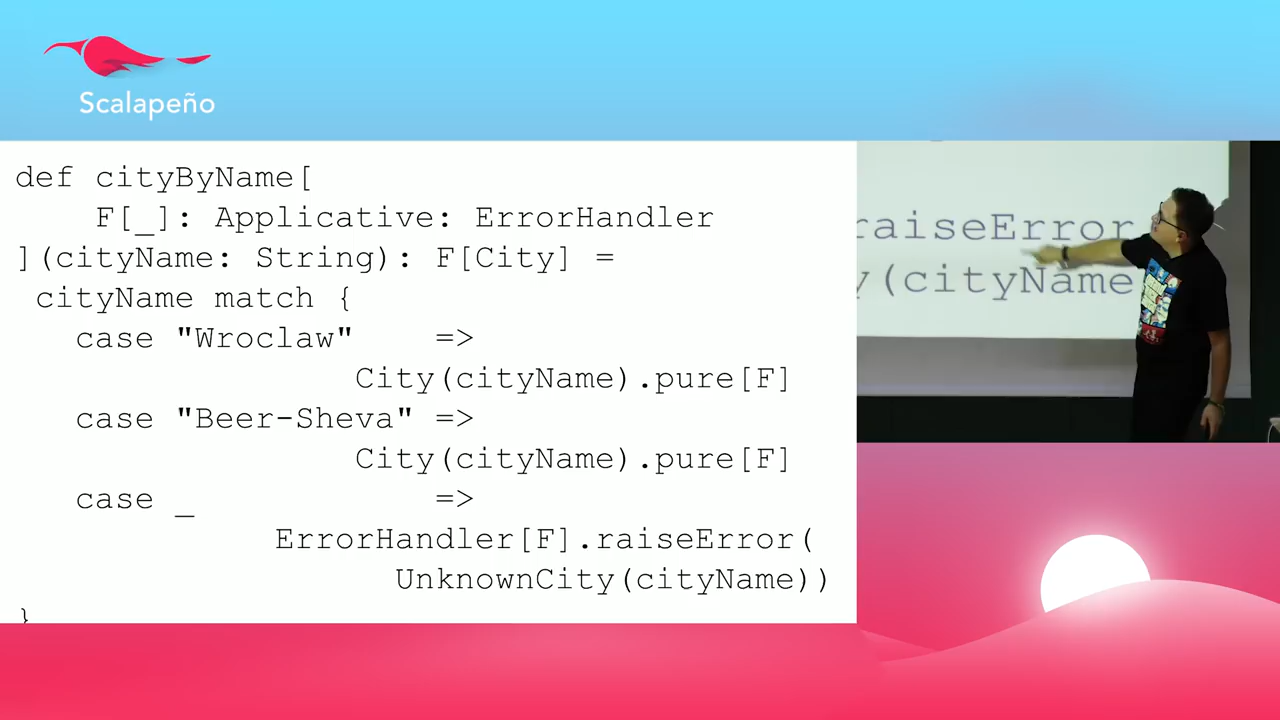 Scalapeño
def cityByName[
F[_]: Applicative: ErrorHandler
](cityName: String): F[City] =
cityName match {
case "Wroclaw" =>
City(cityName).pure[F]
case "Beer-Sheva" =>
City(cityName).pure[F]
case _ =>
ErrorHandler[F].raiseError(
UnknownCity(cityName))
}
raiseError
y(cityName